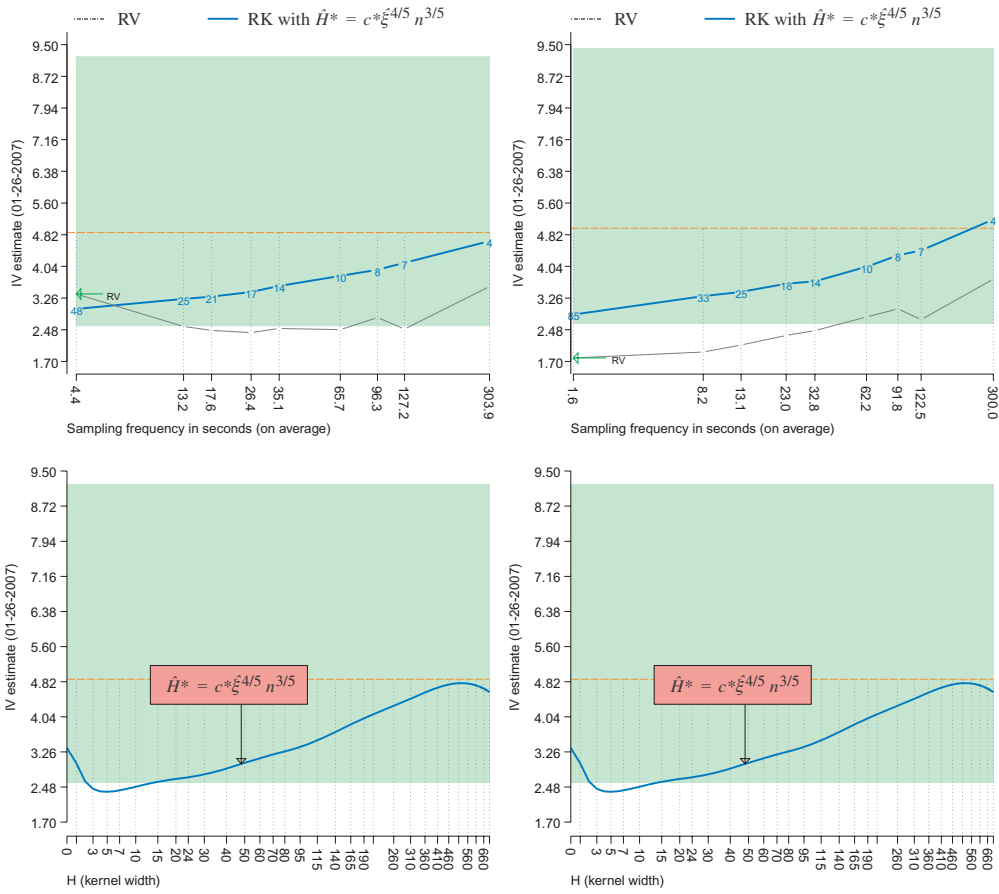 RV RK with Ĥ* = c*ξ̂^4/5 n^3/5
RV RK with Ĥ* = c*ξ̂^4/5 n^3/5
IV estimate (01-26-2007)
9.50
8.72
7.94
7.16
6.38
5.60
4.82
4.04
3.26
2.48
1.70
48 25 21 17 14 10 8 7 4
RV
4.4 13.2 17.6 26.4 35.1 65.7 96.3 127.2 303.9
Sampling frequency in seconds (on average)
IV estimate (01-26-2007)
9.50
8.72
7.94
7.16
6.38
5.60
4.82
4.04
3.26
2.48
1.70
85 33 25 18 14 10 8 7 4
RV
1.6 8.2 13.1 23.0 32.8 62.2 91.8 122.5 300.0
Sampling frequency in seconds (on average)
IV estimate (01-26-2007)
9.50
8.72
7.94
7.16
6.38
5.60
4.82
4.04
3.26
2.48
1.70
Ĥ* = c*ξ̂^4/5 n^3/5
0 3 5 7 10 15 20 24 30 40 50 60 70 80 95 115 140 165 190 260 310 360 410 460 560 660
H (kernel width)
IV estimate (01-26-2007)
9.50
8.72
7.94
7.16
6.38
5.60
4.82
4.04
3.26
2.48
1.70
Ĥ* = c*ξ̂^4/5 n^3/5
0 3 5 7 10 15 20 24 30 40 50 60 70 80 95 115 140 165 190 260 310 360 410 460 560 660
H (kernel width)